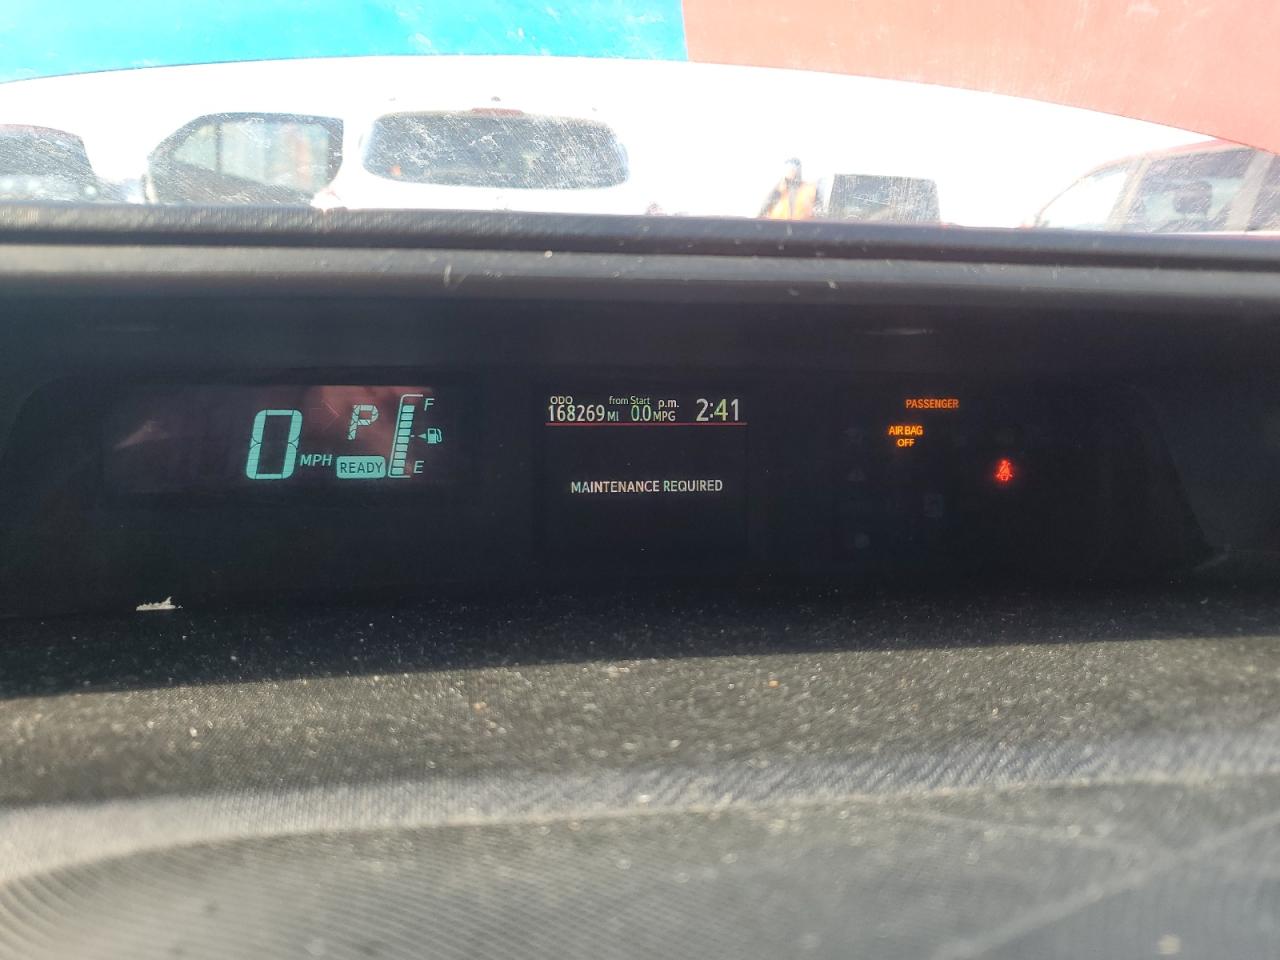 0 MPH
P
READY
F
E
ODO
168269 MI
from Start
0.0 MPG
p.m.
2:41
MAINTENANCE REQUIRED
PASSENGER
AIR BAG
OFF